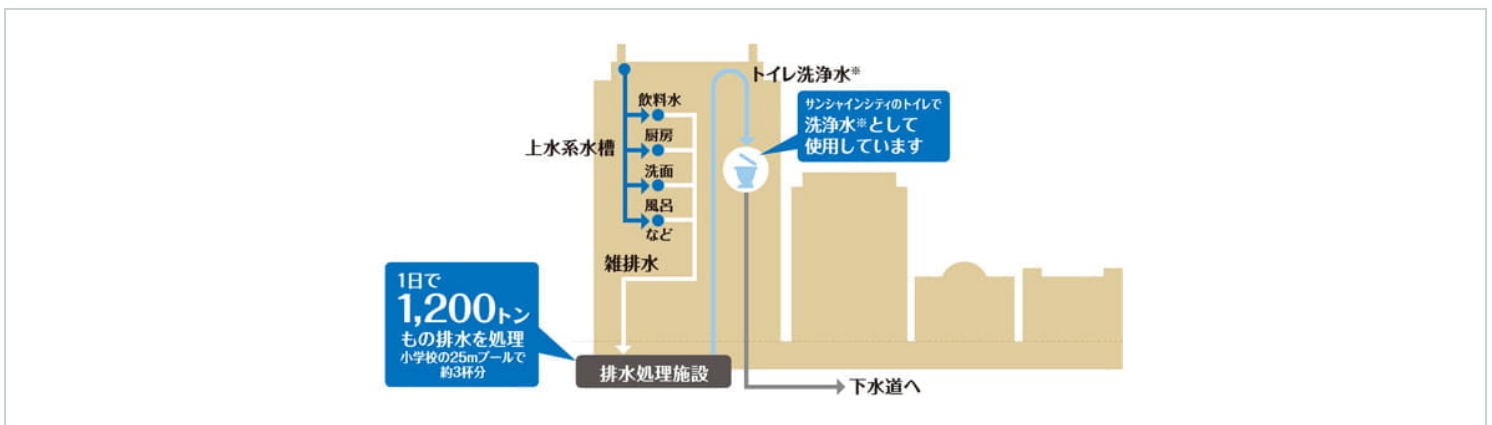 トイレ洗浄水※
サンシャインシティのトイレで
洗浄水※として
使用しています
飲料水
厨房
上水系水槽
洗面
風呂
など
雑排水
1日で
1,200トン
もの排水を処理
小学校の25mプールで
約3杯分
排水処理施設
下水道へ